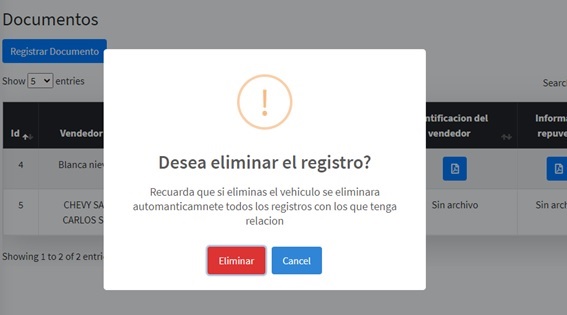 Documentos
Registrar Documento
Show 5 entries
Search
Id Vendedor
Desea eliminar el registro?
Recuarda que si eliminas el vehiculo se eliminara
automanticamnete todos los registros con los que tenga
relacion
Eliminar Cancel
ntificacion del
vendedor
Informa
repuve
4 Blanca niev
5 CHEVY SA
CARLOS S
Sin archivo
Sin arch
Showing 1 to 2 of 2 entri